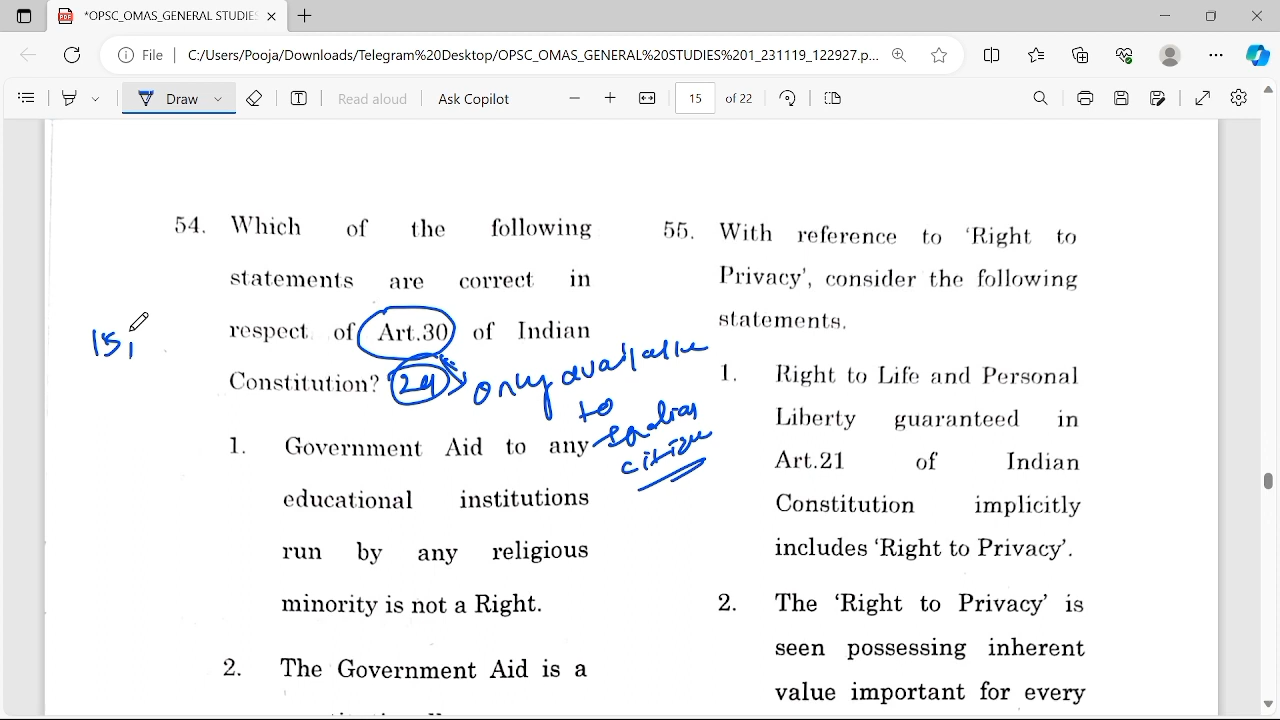 *OPSC_OMAS_GENERAL STUDIES
File
C:/Users/Pooja/Downloads/Telegram%20Desktop/OPSC_OMAS_GENERAL%20STUDIES%201_231119_122927.p...
Draw
Read aloud
Ask Copilot
15
of 22
54. Which of the following
statements are correct in
respect of Art.30 of Indian
Constitution?
1. Government Aid to any
educational institutions
run by any religious
minority is not a Right.
2. The Government Aid is a
15,
only available
to
citizen
55. With reference to 'Right to
Privacy', consider the following
statements.
1. Right to Life and Personal
Liberty guaranteed in
Art.21 of Indian
Constitution implicitly
includes 'Right to Privacy'.
2. The 'Right to Privacy' is
seen possessing inherent
value important for every